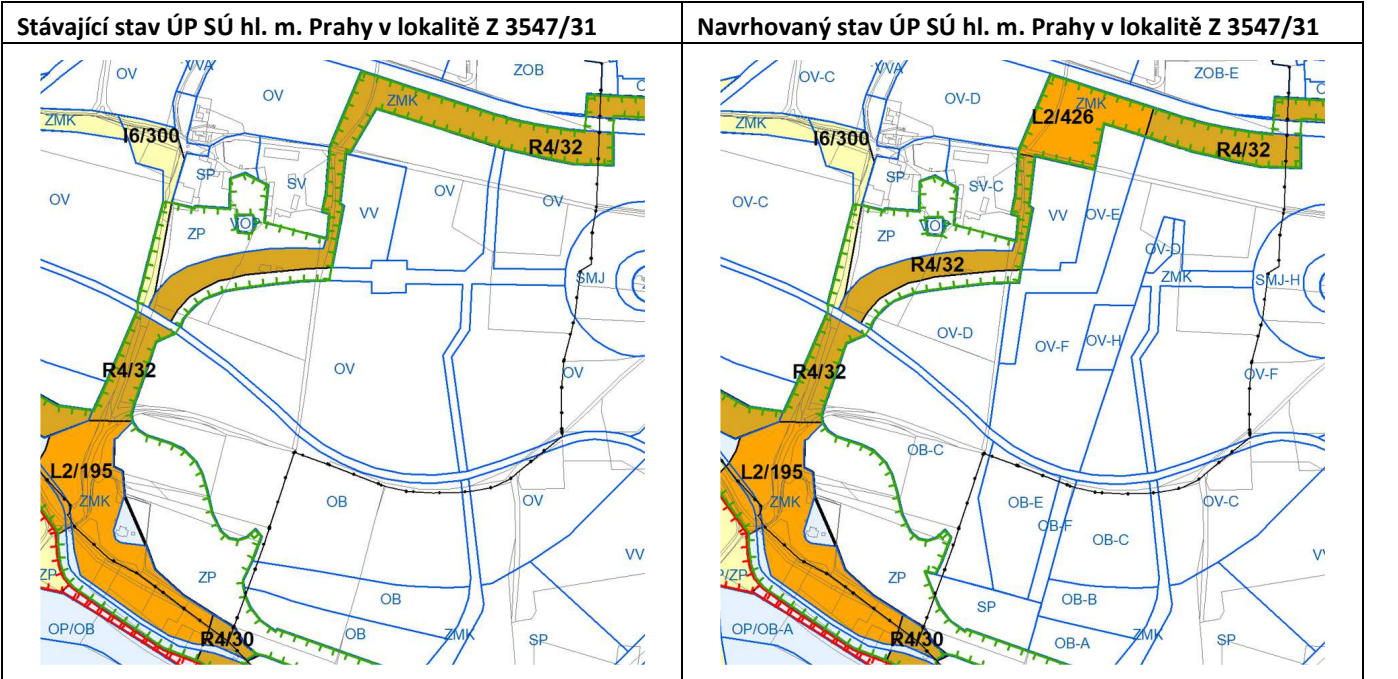 Stávající stav ÚP SÚ hl. m. Prahy v lokalitě Z 3547/31
OV
VVA
OV
ZOB
ZMK
ZMK
I6/300
R4/32
SP
SV
OV
OV
OV
VV
ZP
VOP
SMJ
R4/32
OV
OV
L2/195
ZMK
OB
OV
VV
ZP
ZP
OB
OP/OB
R4/30
OB
ZMK
SP
Navrhovaný stav ÚP SÚ hl. m. Prahy v lokalitě Z 3547/31
OV-C
VVA
OV-D
ZOB-E
ZMK
ZMK
L2/426
I6/300
R4/32
SP
SV-C
OV-C
VV
OV-E
ZP
VOP
OV-D
R4/32
ZMK
SMJ-H
OV-D
OV-F
OV-H
R4/32
OV-F
OB-C
L2/195
ZMK
OB-E
OV-C
OB-F
OB-C
P/ZP
ZP
SP
OB-B
OP/OB-A
R4/30
OB-A
ZMK
SP